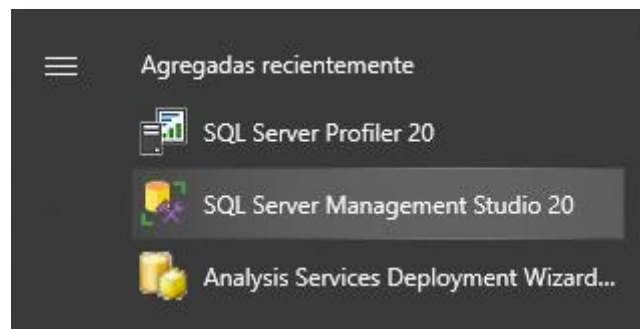 Agregadas recientemente
SQL Server Profiler 20
SQL Server Management Studio 20
Analysis Services Deployment Wizard...